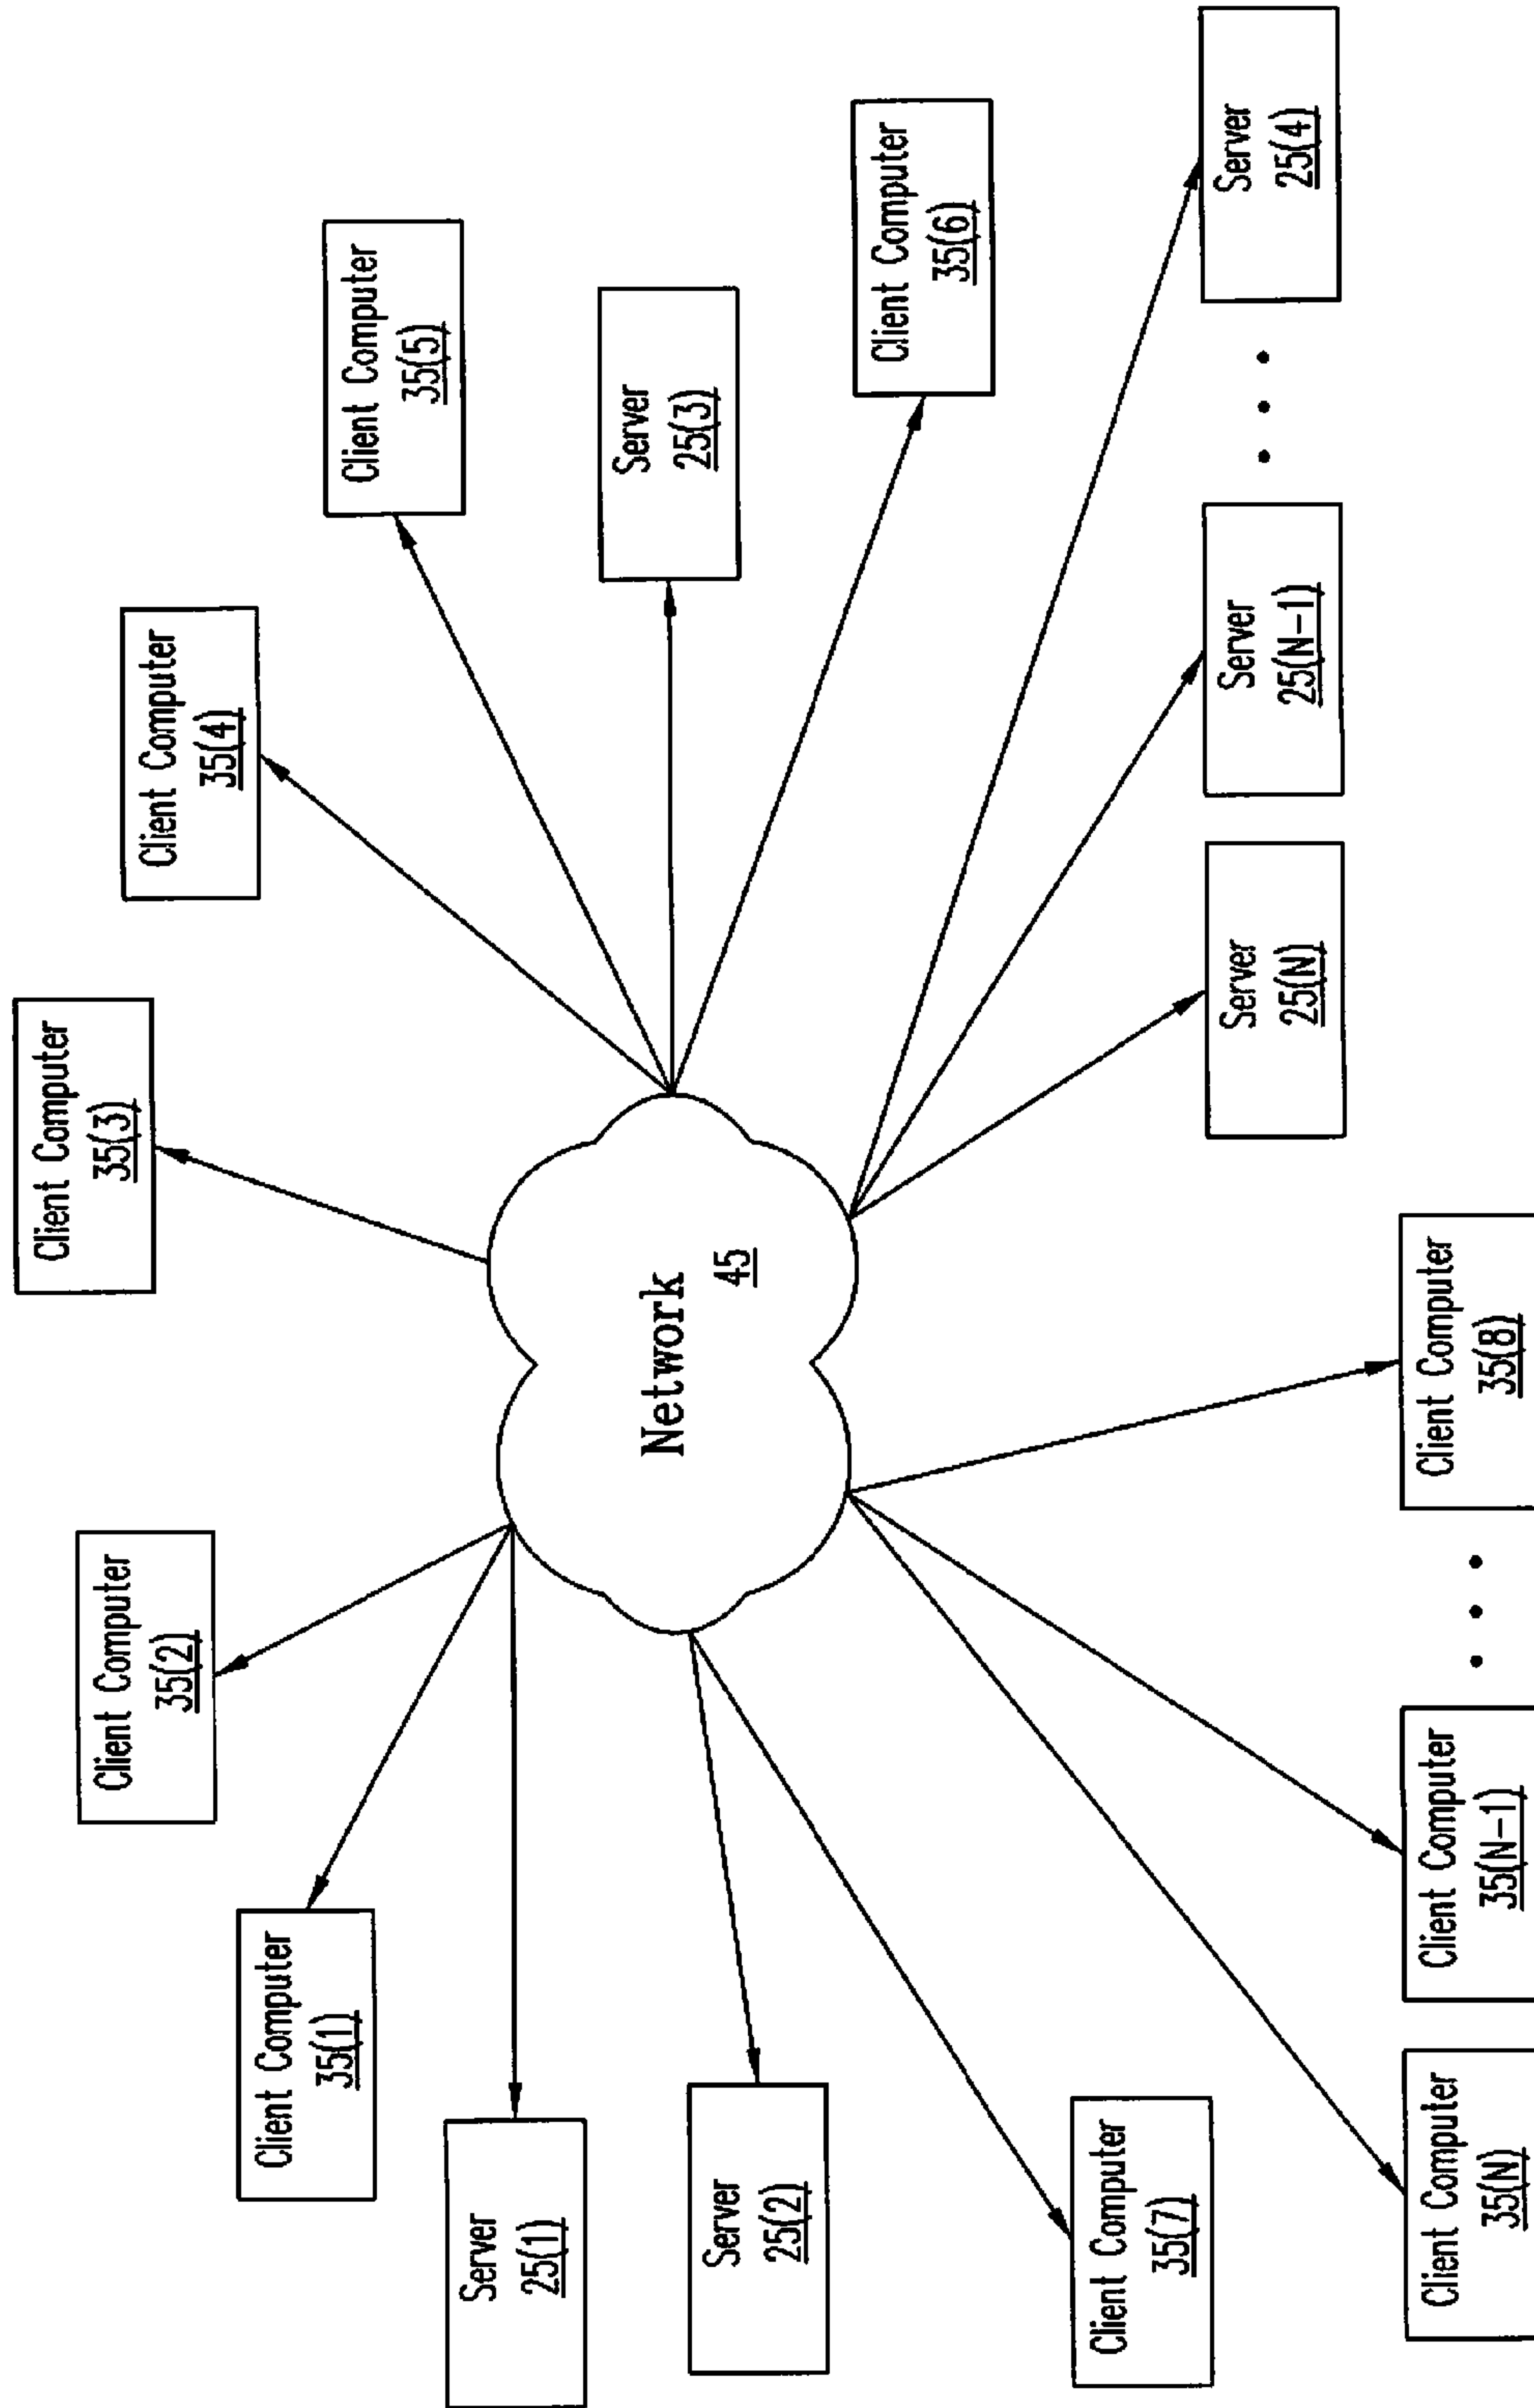 Client Computer
35(3)
Client Computer
35(2)
Client Computer
35(4)
Client Computer
35(1)
Client Computer
35(5)
Server
25(1)
Network
45
Server
25(3)
Server
25(2)
Client Computer
35(6)
Client Computer
35(7)
Server
25(N)
Server
25(N-1)
• • •
Server
25(4)
Client Computer
35(N)
Client Computer
35(N-1)
• • •
Client Computer
35(8)